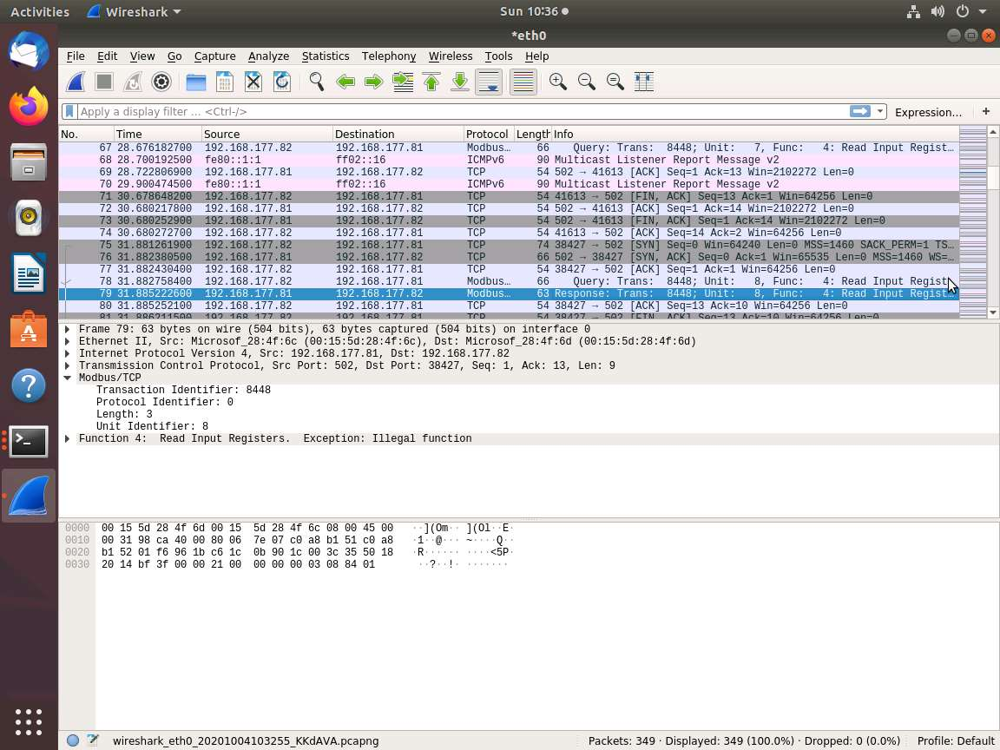 Activities Wireshark Sun 10:36
*eth0
File Edit View Go Capture Analyze Statistics Telephony Wireless Tools Help
Apply a display filter … <Ctrl-/> Expression… +
No. Time Source Destination Protocol Length Info
67 28.676182700 192.168.177.82 192.168.177.81 Modbus… 66 Query: Trans: 8448; Unit: 7, Func: 4: Read Input Regist…
68 28.700192500 fe80::1:1 ff02::16 ICMPv6 90 Multicast Listener Report Message v2
69 28.722806900 192.168.177.81 192.168.177.82 TCP 54 502 → 41613 [ACK] Seq=1 Ack=13 Win=2102272 Len=0
70 29.900474500 fe80::1:1 ff02::16 ICMPv6 90 Multicast Listener Report Message v2
71 30.678648200 192.168.177.82 192.168.177.81 TCP 54 41613 → 502 [FIN, ACK] Seq=13 Ack=1 Win=64256 Len=0
72 30.680217800 192.168.177.81 192.168.177.82 TCP 54 502 → 41613 [ACK] Seq=1 Ack=14 Win=2102272 Len=0
73 30.680252900 192.168.177.81 192.168.177.82 TCP 54 502 → 41613 [FIN, ACK] Seq=1 Ack=14 Win=2102272 Len=0
74 30.680272700 192.168.177.82 192.168.177.81 TCP 54 41613 → 502 [ACK] Seq=14 Ack=2 Win=64256 Len=0
75 31.881261900 192.168.177.82 192.168.177.81 TCP 74 38427 → 502 [SYN] Seq=0 Win=64240 Len=0 MSS=1460 SACK_PERM=1 TS…
76 31.882380500 192.168.177.81 192.168.177.82 TCP 66 502 → 38427 [SYN, ACK] Seq=0 Ack=1 Win=65535 Len=0 MSS=1460 WS=…
77 31.882430400 192.168.177.82 192.168.177.81 TCP 54 38427 → 502 [ACK] Seq=1 Ack=1 Win=64256 Len=0
78 31.882758400 192.168.177.82 192.168.177.81 Modbus… 66 Query: Trans: 8448; Unit: 8, Func: 4: Read Input Regist
79 31.885222600 192.168.177.81 192.168.177.82 Modbus… 63 Response: Trans: 8448; Unit: 8, Func: 4: Read Input Regist…
80 31.885252100 192.168.177.82 192.168.177.81 TCP 54 38427 → 502 [ACK] Seq=13 Ack=10 Win=64256 Len=0
81 31.886211500 192.168.177.82 192.168.177.81 TCP 54 38427 → 502 [FIN, ACK] Seq=13 Ack=10 Win=64256 Len=0
Frame 79: 63 bytes on wire (504 bits), 63 bytes captured (504 bits) on interface 0
Ethernet II, Src: Microsof_28:4f:6c (00:15:5d:28:4f:6c), Dst: Microsof_28:4f:6d (00:15:5d:28:4f:6d)
Internet Protocol Version 4, Src: 192.168.177.81, Dst: 192.168.177.82
Transmission Control Protocol, Src Port: 502, Dst Port: 38427, Seq: 1, Ack: 13, Len: 9
Modbus/TCP
Transaction Identifier: 8448
Protocol Identifier: 0
Length: 3
Unit Identifier: 8
Function 4: Read Input Registers. Exception: Illegal function
0000 00 15 5d 28 4f 6d 00 15 5d 28 4f 6c 08 00 45 00 ··](Om·· ](Ol··E·
0010 00 31 98 ca 40 00 80 06 7e 07 c0 a8 b1 51 c0 a8 ·1··@··· ~····Q··
0020 b1 52 01 f6 96 1b c6 1c 0b 90 1c 00 3c 35 50 18 ·R······ ····<5P·
0030 20 14 bf 3f 00 00 21 00 00 00 00 03 08 84 01 ··?··!· ·······
wireshark_eth0_20201004103255_KKdAVA.pcapng Packets: 349 · Displayed: 349 (100.0%) · Dropped: 0 (0.0%) Profile: Default